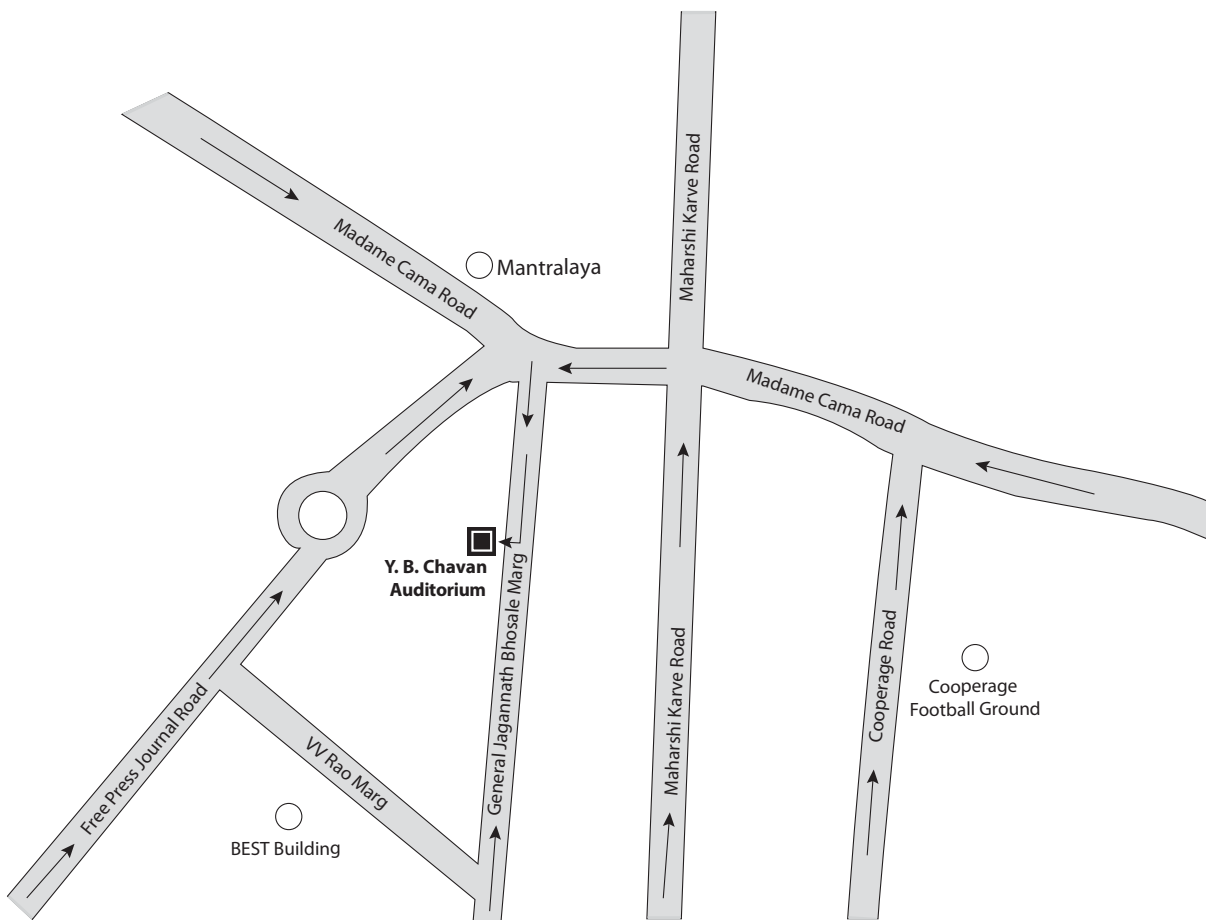 Maharshi Karve Road
Madame Cama Road
Mantralaya
Madame Cama Road
Y. B. Chavan
Auditorium
General Jagannath Bhosale Marg
Maharshi Karve Road
Cooperage Road
Cooperage
Football Ground
Free Press Journal Road
VV Rao Marg
BEST Building